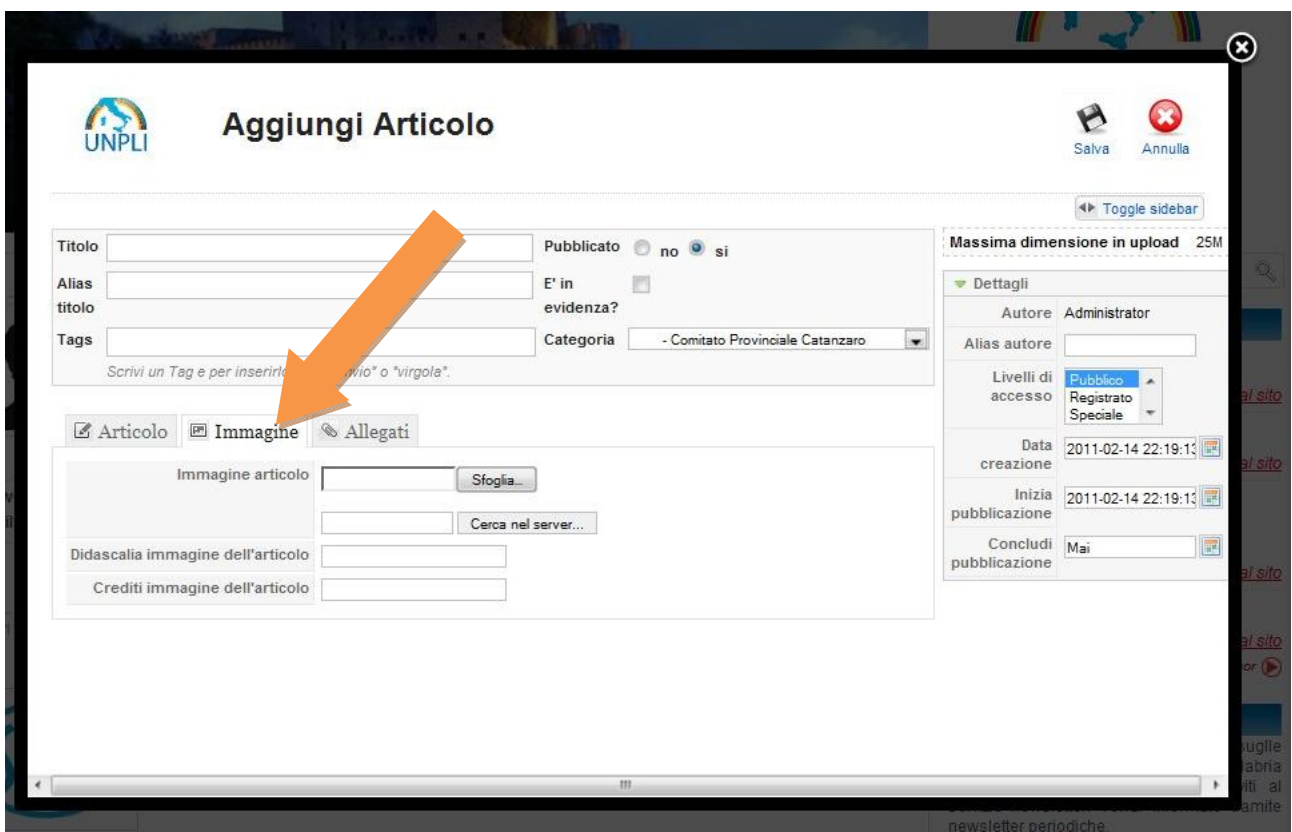 UNPLI
Aggiungi Articolo
Salva
Annulla
Toggle sidebar
Titolo
Pubblicato no si
Alias
titolo
E' in
evidenza?
Tags
Categoria - Comitato Provinciale Catanzaro
Scrivi un Tag e per inserirlo "invio" o "virgola".
Massima dimensione in upload 25M
Dettagli
Autore Administrator
Alias autore
Livelli di
accesso
Pubblico
Registrato
Speciale
Data
creazione
2011-02-14 22:19:13
Inizia
pubblicazione
2011-02-14 22:19:13
Concludi
pubblicazione
Mai
Articolo Immagine Allegati
Immagine articolo Sfoglia...
Cerca nel server...
Didascalia immagine dell'articolo
Crediti immagine dell'articolo
al sito
al sito
al sito
al sito
newsletter periodiche.